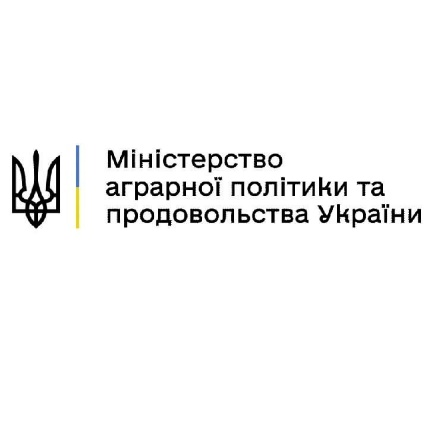 Міністерство
аграрної політики та
продовольства України